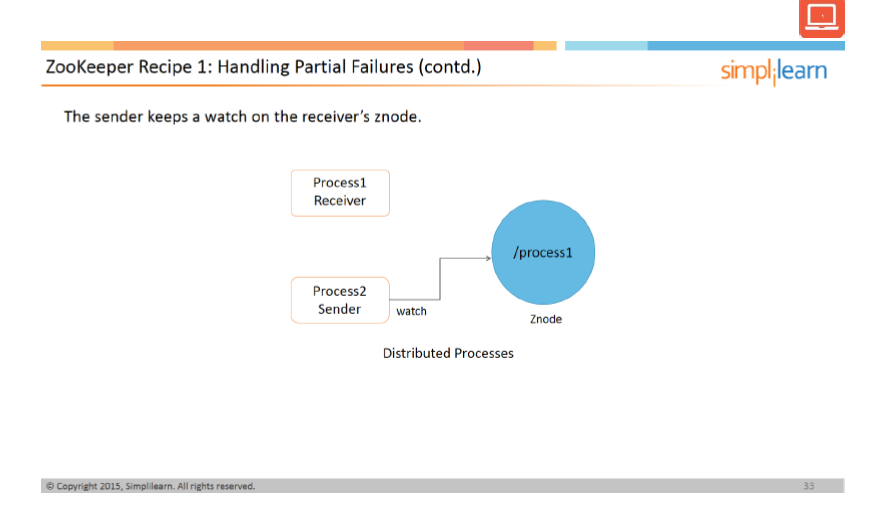 ZooKeeper Recipe 1: Handling Partial Failures (contd.)
simplilearn
The sender keeps a watch on the receiver's znode.
Process1
Receiver
/process1
Process2
Sender
watch
Znode
Distributed Processes
© Copyright 2015, Simplilearn. All rights reserved.
33